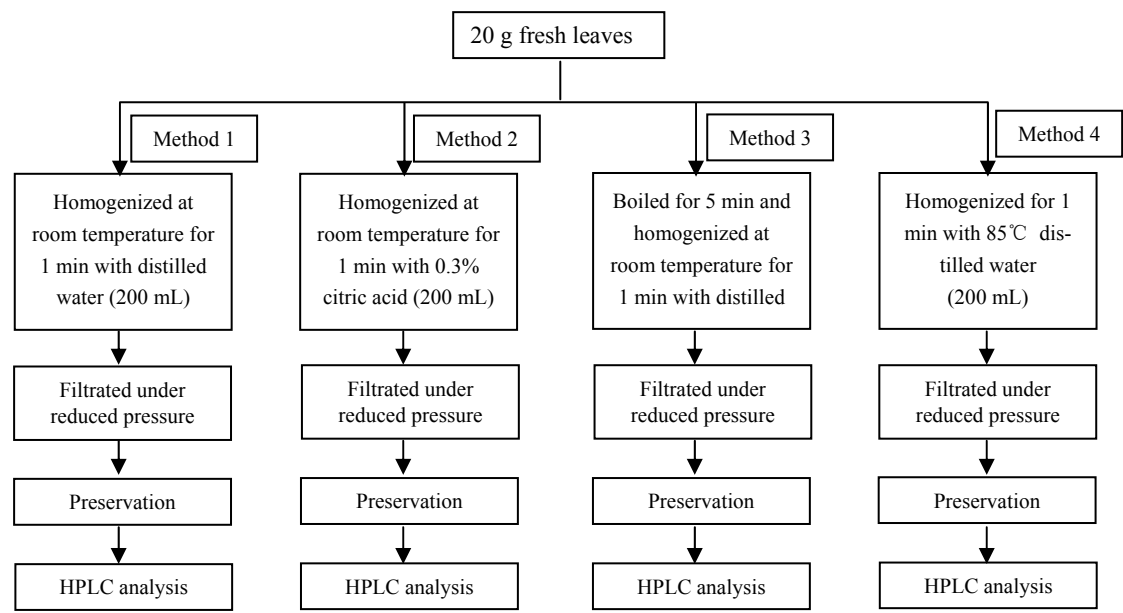 20 g fresh leaves
Method 1
Method 2
Method 3
Method 4
Homogenized at
room temperature for
1 min with distilled
water (200 mL)
Homogenized at
room temperature for
1 min with 0.3%
citric acid (200 mL)
Boiled for 5 min and
homogenized at
room temperature for
1 min with distilled
Homogenized for 1
min with 85℃ dis-
tilled water
(200 mL)
Filtrated under
reduced pressure
Filtrated under
reduced pressure
Filtrated under
reduced pressure
Filtrated under
reduced pressure
Preservation
Preservation
Preservation
Preservation
HPLC analysis
HPLC analysis
HPLC analysis
HPLC analysis